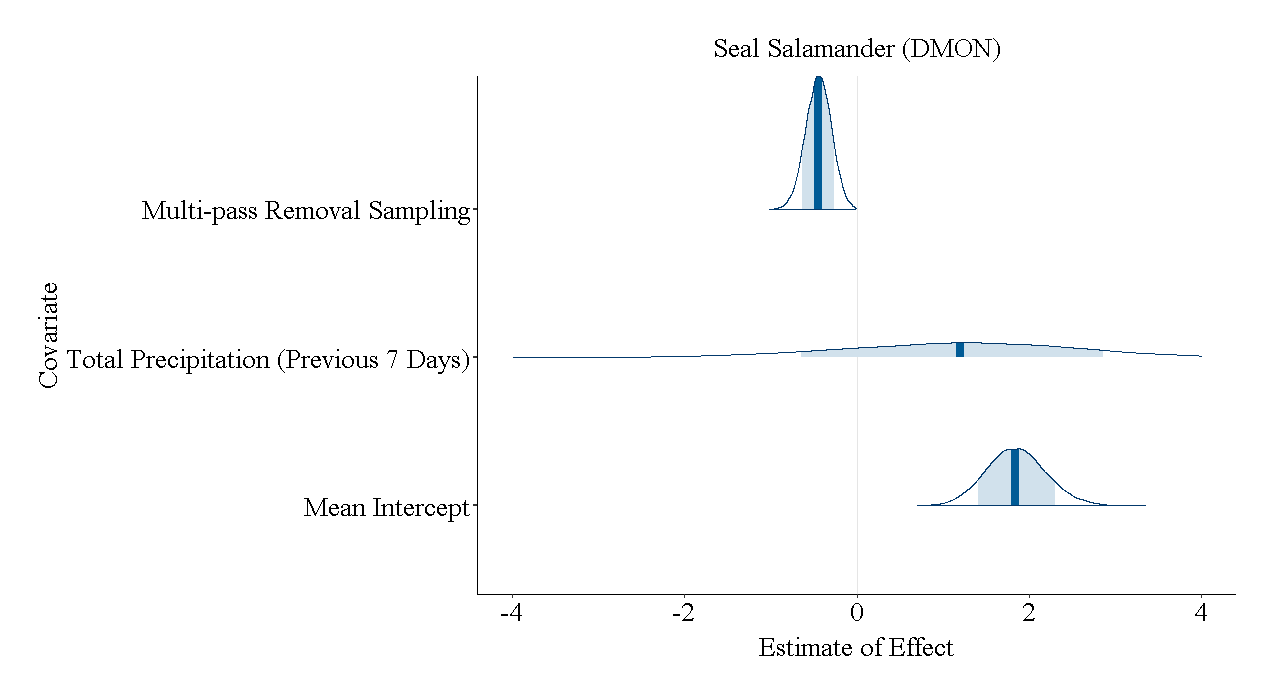 Seal Salamander (DMON)
Multi-pass Removal Sampling
Total Precipitation (Previous 7 Days)
Mean Intercept
Covariate
-4 -2 0 2 4
Estimate of Effect